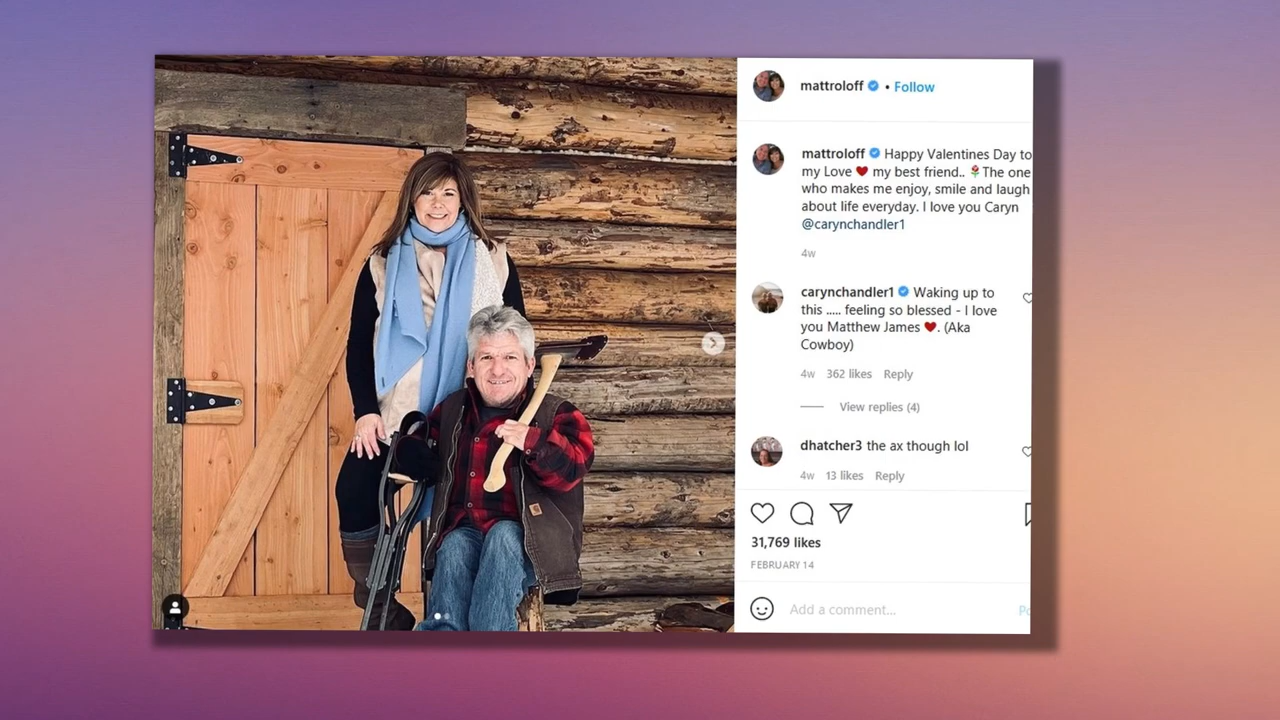 mattroloff • Follow
mattroloff Happy Valentines Day to
my Love ❤️ my best friend.. 🌹The one
who makes me enjoy, smile and laugh
about life everyday. I love you Caryn
@carynchandler1
4w
carynchandler1 Waking up to
this ..... feeling so blessed - I love
you Matthew James ❤️. (Aka
Cowboy)
4w 362 likes Reply
View replies (4)
dhatcher3 the ax though lol
4w 13 likes Reply
31,769 likes
FEBRUARY 14
Add a comment...